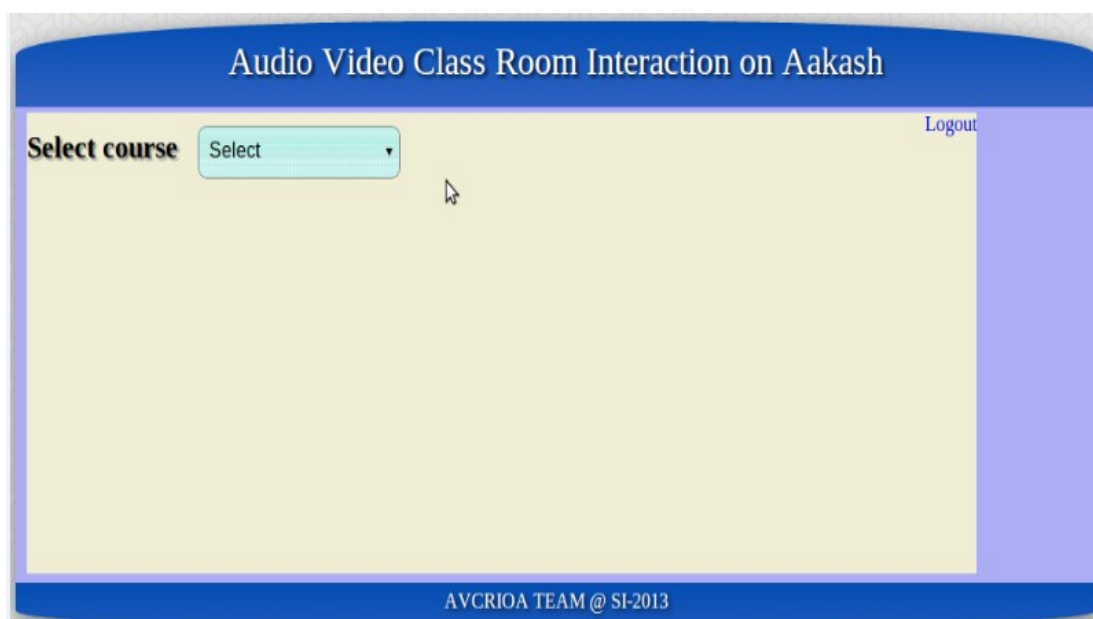 Audio Video Class Room Interaction on Aakash
Logout
Select course Select
AVCRIOA TEAM @ SI-2013